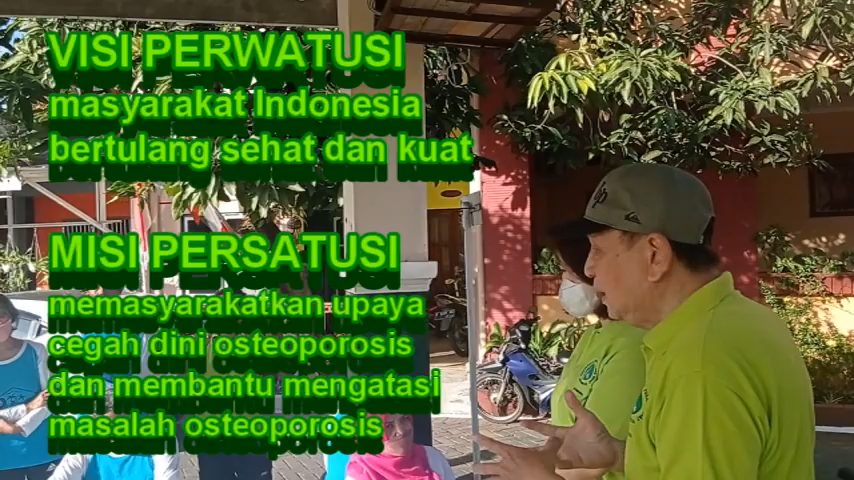 VISI PERWATUSI
masyarakat Indonesia
bertulang sehat dan kuat
MISI PERSATUSI
memasyarakatkan upaya
cegah dini osteoporosis
dan membantu mengatasi
masalah osteoporosis